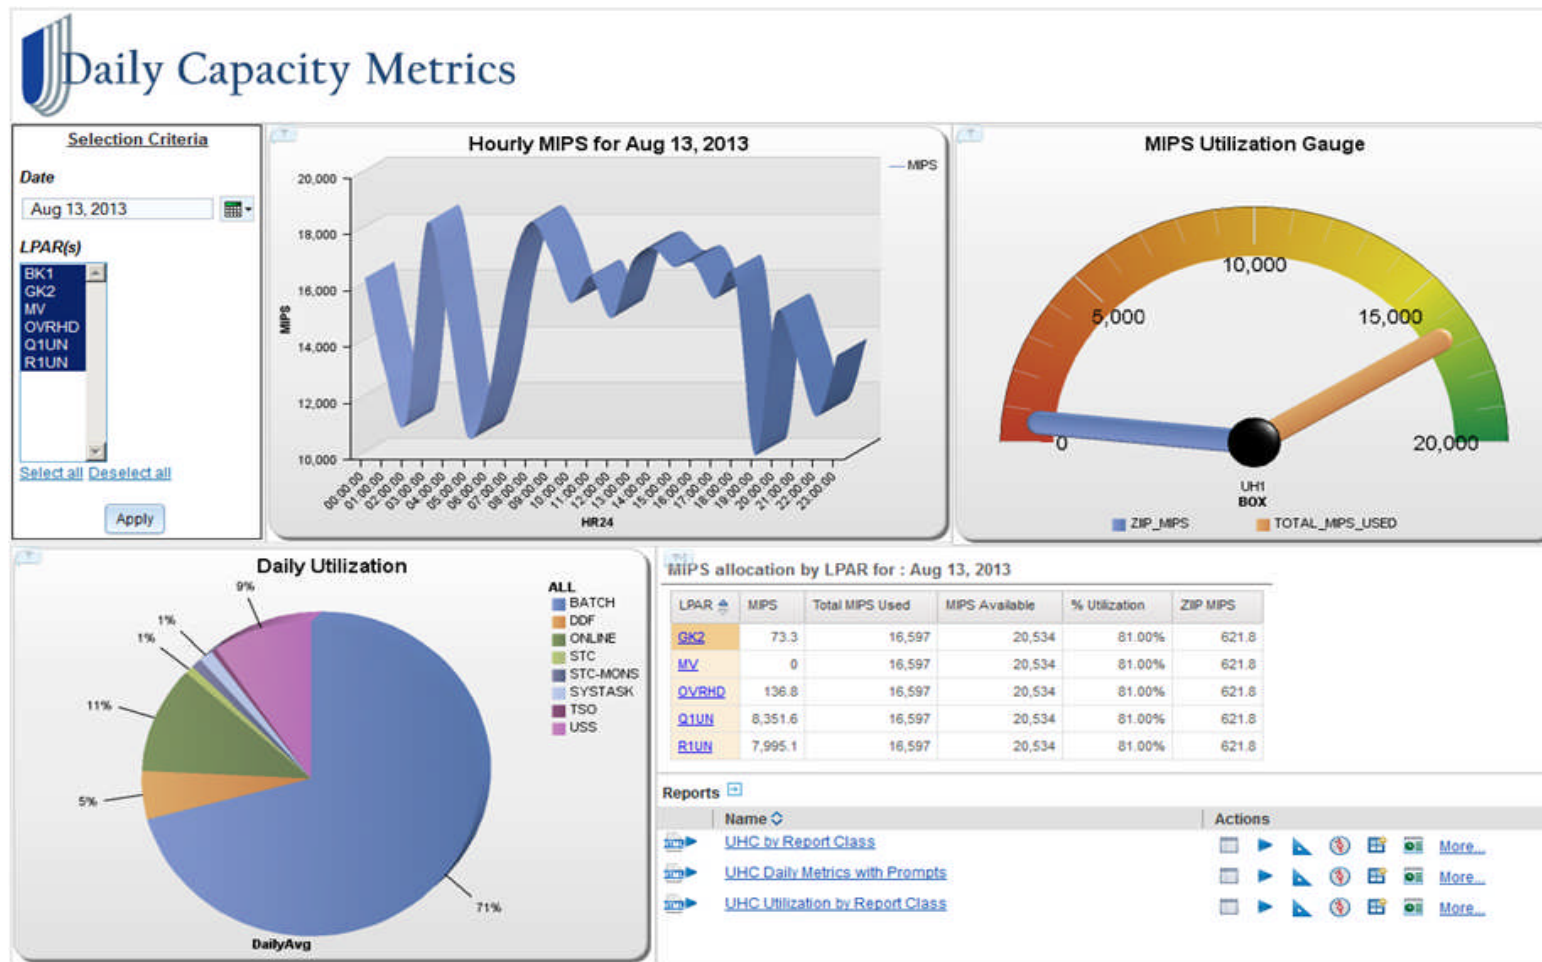 Daily Capacity Metrics
Selection Criteria
Date
Aug 13, 2013
LPAR(s)
BK1
GK2
MV
OVRHD
Q1UN
R1UN
Select all Deselect all
Apply
Hourly MIPS for Aug 13, 2013
MIPS
20,000
18,000
16,000
14,000
12,000
10,000
MIPS
00:00:00 01:00:00 02:00:00 03:00:00 04:00:00 05:00:00 06:00:00 07:00:00 08:00:00 09:00:00 10:00:00 11:00:00 12:00:00 13:00:00 14:00:00 15:00:00 16:00:00 17:00:00 18:00:00 19:00:00 20:00:00 21:00:00 22:00:00 23:00:00
HR24
MIPS Utilization Gauge
10,000
5,000 15,000
0 20,000
UH1
BOX
ZIIP_MIPS TOTAL_MIPS_USED
Daily Utilization
9%
1%
1%
11%
5%
71%
DailyAvg
ALL
BATCH
DDF
ONLINE
STC
STC-MONS
SYSTASK
TSO
USS
MIPS allocation by LPAR for : Aug 13, 2013
LPAR MIPS Total MIPS Used MIPS Available % Utilization ZIIP MIPS
GK2 73.3 16,597 20,534 81.00% 621.8
MV 0 16,597 20,534 81.00% 621.8
OVRHD 136.8 16,597 20,534 81.00% 621.8
Q1UN 8,351.6 16,597 20,534 81.00% 621.8
R1UN 7,995.1 16,597 20,534 81.00% 621.8
Reports
Name Actions
UHC by Report Class More...
UHC Daily Metrics with Prompts More...
UHC Utilization by Report Class More...